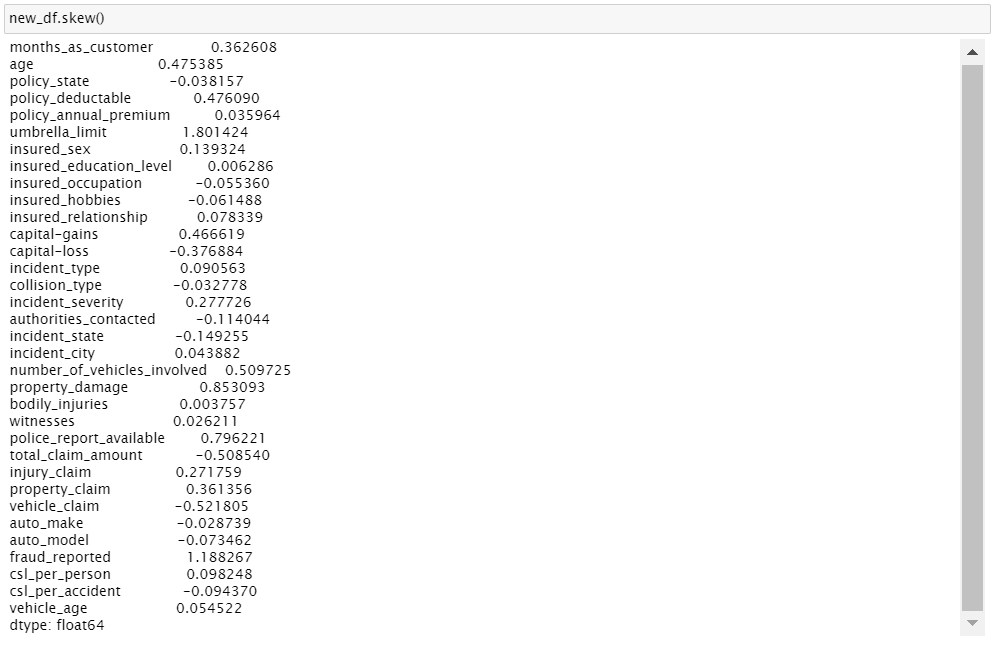 new_df.skew()
months_as_customer 0.362608
age 0.475385
policy_state -0.038157
policy_deductable 0.476090
policy_annual_premium 0.035964
umbrella_limit 1.801424
insured_sex 0.139324
insured_education_level 0.006286
insured_occupation -0.055360
insured_hobbies -0.061488
insured_relationship 0.078339
capital-gains 0.466619
capital-loss -0.376884
incident_type 0.090563
collision_type -0.032778
incident_severity 0.277726
authorities_contacted -0.114044
incident_state -0.149255
incident_city 0.043882
number_of_vehicles_involved 0.509725
property_damage 0.853093
bodily_injuries 0.003757
witnesses 0.026211
police_report_available 0.796221
total_claim_amount -0.508540
injury_claim 0.271759
property_claim 0.361356
vehicle_claim -0.521805
auto_make -0.028739
auto_model -0.073462
fraud_reported 1.188267
csl_per_person 0.098248
csl_per_accident -0.094370
vehicle_age 0.054522
dtype: float64